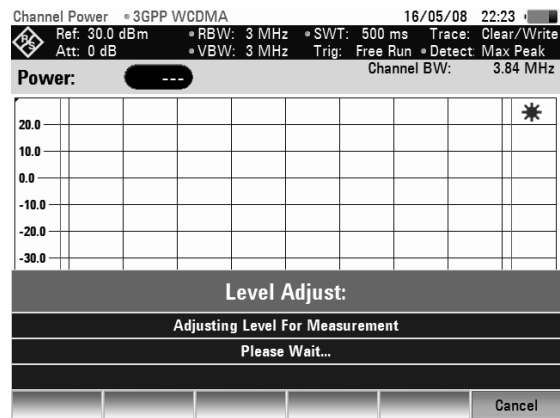 Channel Power • 3GPP WCDMA 16/05/08 22:23
R&S Ref: 30.0 dBm • RBW: 3 MHz • SWT: 500 ms Trace: Clear/Write
Att: 0 dB • VBW: 3 MHz Trig: Free Run • Detect: Max Peak
Power: --- Channel BW: 3.84 MHz
20.0
10.0
0.0
-10.0
-20.0
-30.0
Level Adjust:
Adjusting Level For Measurement
Please Wait...
Cancel